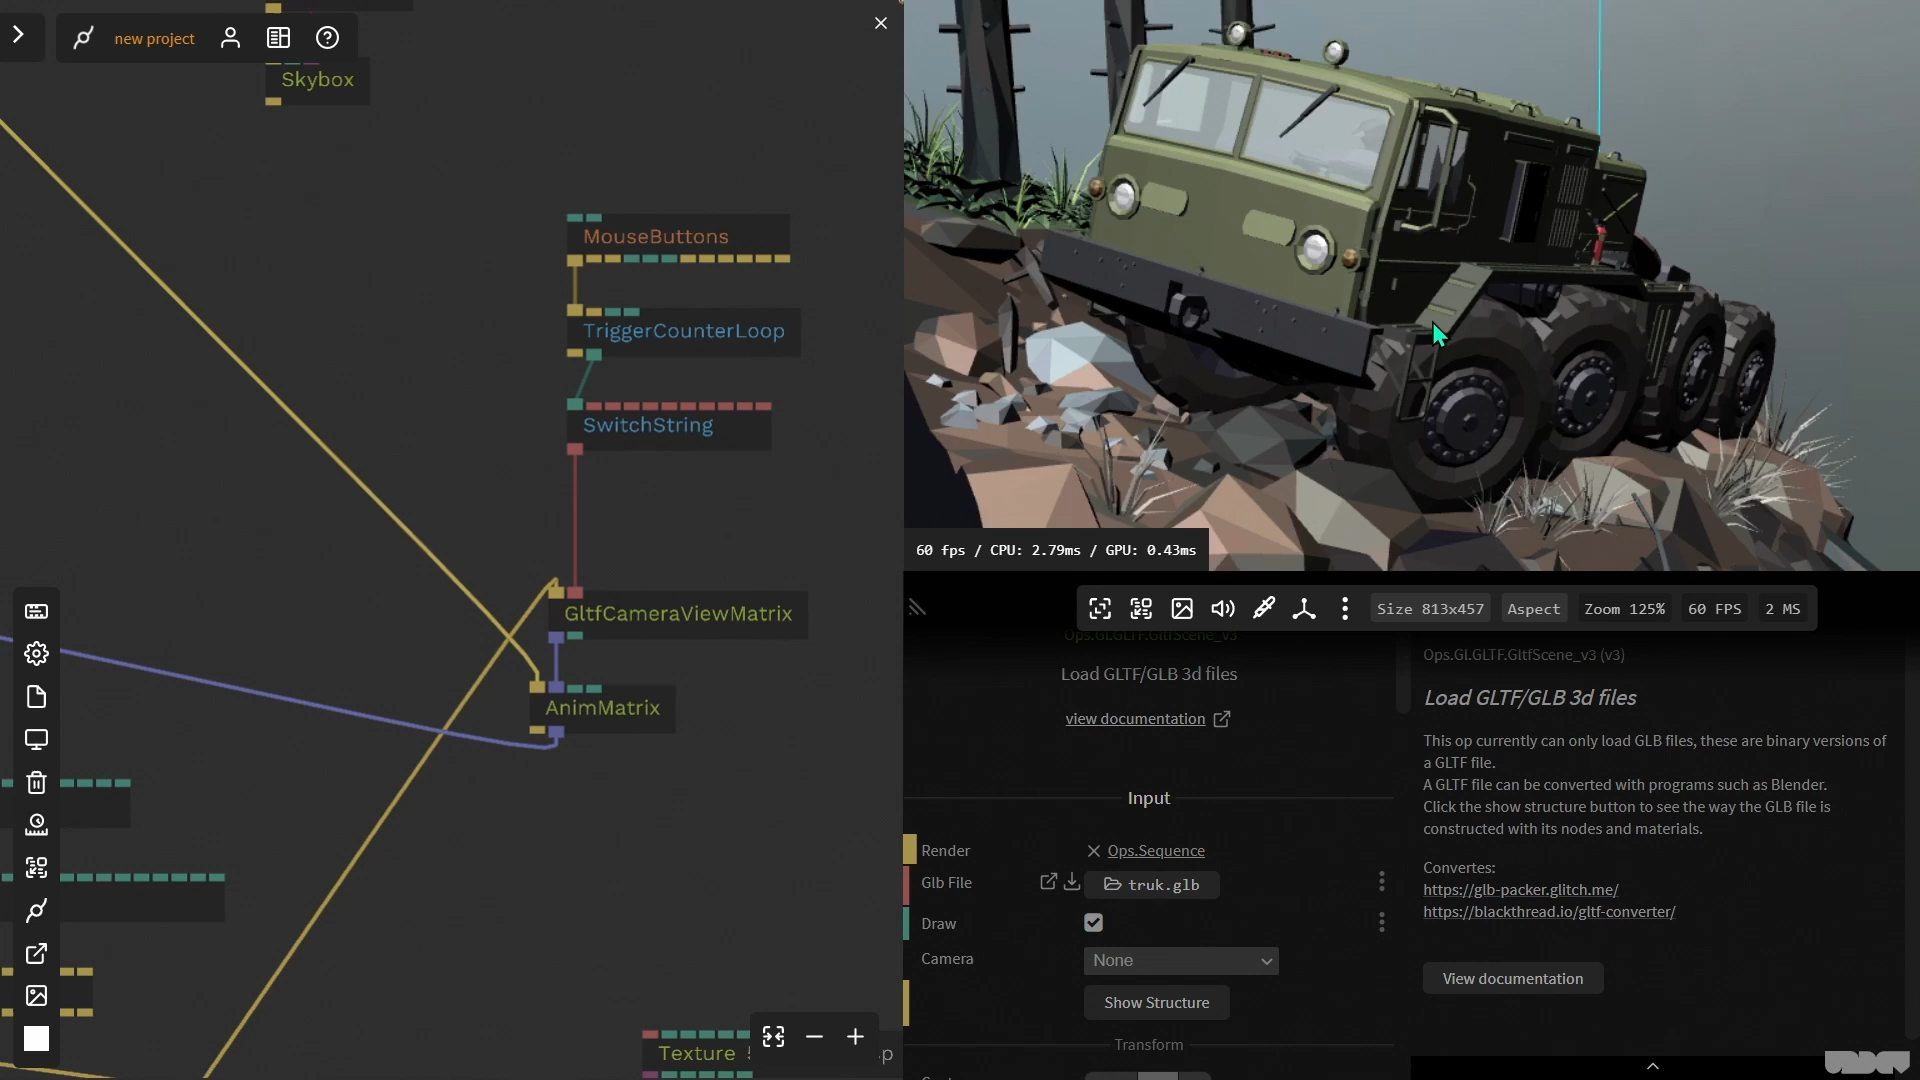 new project
Skybox
MouseButtons
TriggerCounterLoop
SwitchString
GltfCameraViewMatrix
AnimMatrix
Texture
60 fps / CPU: 2.79ms / GPU: 0.43ms
Size 813x457
Aspect
Zoom 125%
60 FPS
2 MS
Ops.Gl.GLTF.GltfScene_v3
Load GLTF/GLB 3d files
view documentation
Input
Render
Ops.Sequence
Glb File
truk.glb
Draw
Camera
None
Show Structure
Transform
Ops.Gl.GLTF.GltfScene_v3 (v3)
Load GLTF/GLB 3d files
This op currently can only load GLB files, these are binary versions of
a GLTF file.
A GLTF file can be converted with programs such as Blender.
Click the show structure button to see the way the GLB file is
constructed with its nodes and materials.
Convertes:
https://glb-packer.glitch.me/
https://blackthread.io/gltf-converter/
View documentation